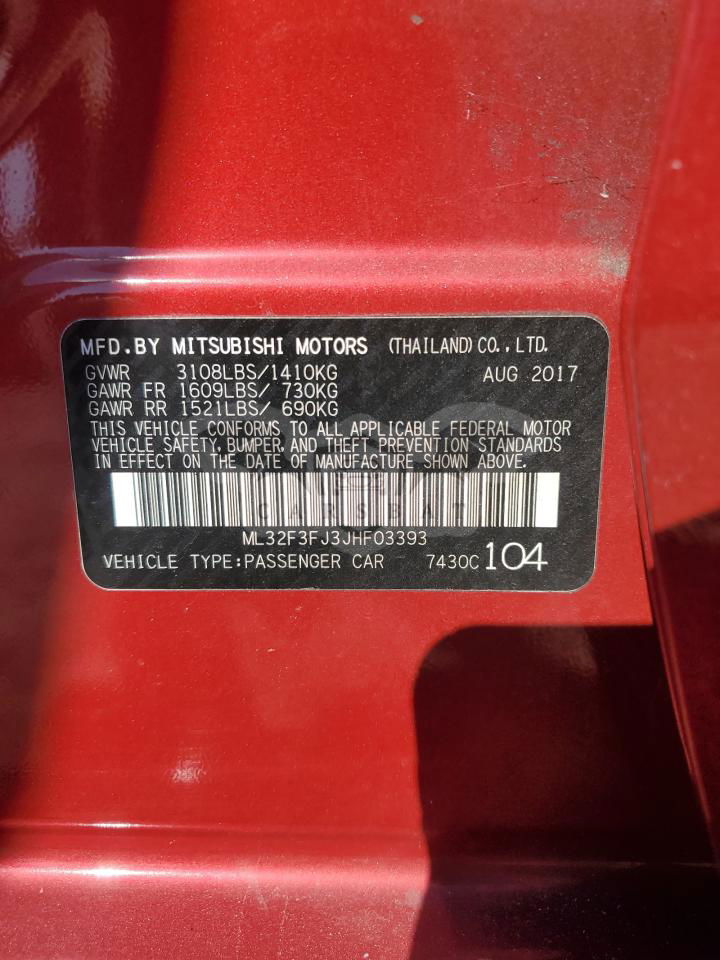 MFD.BY MITSUBISHI MOTORS (THAILAND) CO.,LTD.
GVWR 3108LBS/1410KG AUG 2017
GAWR FR 1609LBS/ 730KG
GAWR RR 1521LBS/ 690KG
THIS VEHICLE CONFORMS TO ALL APPLICABLE FEDERAL MOTOR
VEHICLE SAFETY, BUMPER, AND THEFT PREVENTION STANDARDS
IN EFFECT ON THE DATE OF MANUFACTURE SHOWN ABOVE.
CARSBAT
ML32F3FJ3JHF03393
VEHICLE TYPE:PASSENGER CAR 7430C 104